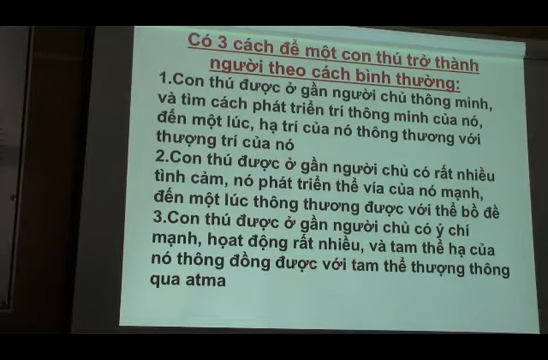 Có 3 cách để một con thú trở thành
người theo cách bình thường:
1.Con thú được ở gần người chủ thông minh,
và tìm cách phát triển trí thông minh của nó,
đến một lúc, hạ trí của nó thông thương với
thượng trí của nó
2.Con thú được ở gần người chủ có rất nhiều
tình cảm, nó phát triển thể vía của nó mạnh,
đến một lúc thông thương được với thể bồ đề
3.Con thú được ở gần người chủ có ý chí
mạnh, họat động rất nhiều, và tam thể hạ của
nó thông đồng được với tam thể thượng thông
qua atma